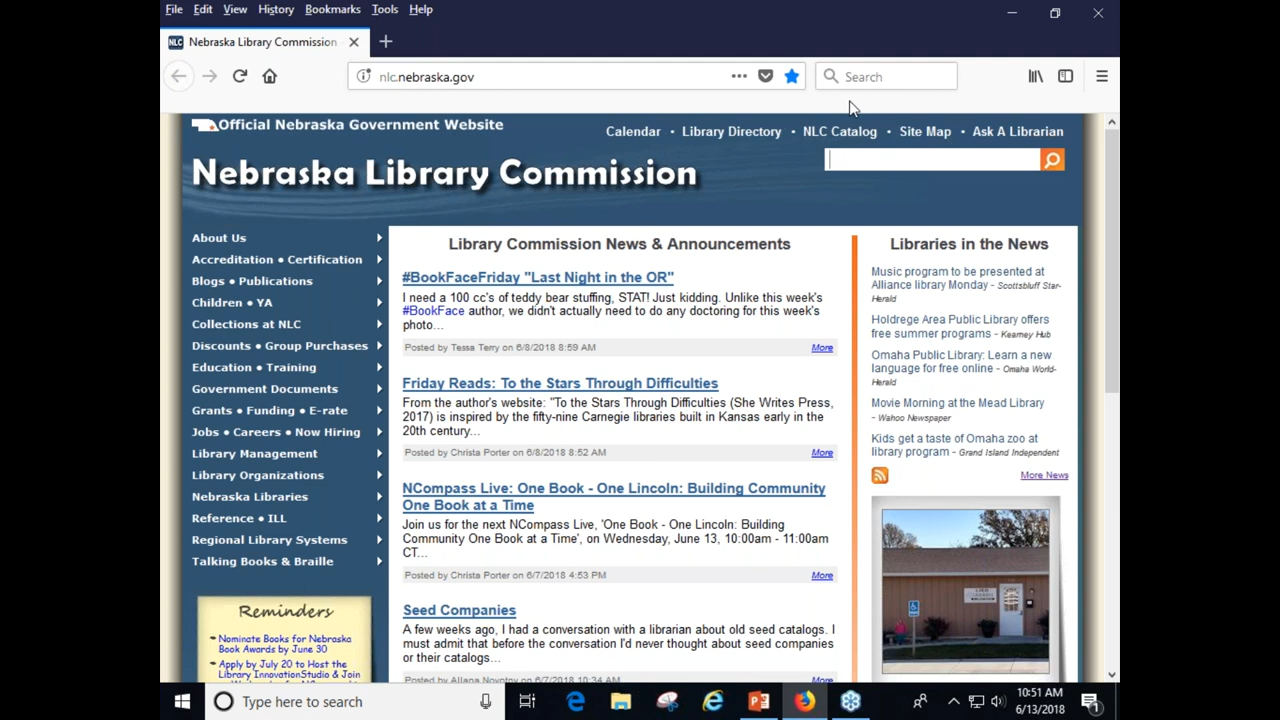 File Edit View History Bookmarks Tools Help
NLC Nebraska Library Commission
nlc.nebraska.gov
Search
Official Nebraska Government Website
Calendar • Library Directory • NLC Catalog • Site Map • Ask A Librarian
Nebraska Library Commission
About Us
Accreditation • Certification
Blogs • Publications
Children • YA
Collections at NLC
Discounts • Group Purchases
Education • Training
Government Documents
Grants • Funding • E-rate
Jobs • Careers • Now Hiring
Library Management
Library Organizations
Nebraska Libraries
Reference • ILL
Regional Library Systems
Talking Books & Braille
Reminders
Nominate Books for Nebraska
Book Awards by June 30
Apply by July 20 to Host the
Library InnovationStudio & Join
Library Commission News & Announcements
#BookFaceFriday "Last Night in the OR"
I need a 100 cc's of teddy bear stuffing, STAT! Just kidding. Unlike this week's
#BookFace author, we didn't actually need to do any doctoring for this week's
photo...
Posted by Tessa Terry on 6/8/2018 8:59 AM More
Friday Reads: To the Stars Through Difficulties
From the author's website: "To the Stars Through Difficulties (She Writes Press,
2017) is inspired by the fifty-nine Carnegie libraries built in Kansas early in the
20th century...
Posted by Christa Porter on 6/8/2018 8:52 AM More
NCompass Live: One Book - One Lincoln: Building Community
One Book at a Time
Join us for the next NCompass Live, 'One Book - One Lincoln: Building
Community One Book at a Time', on Wednesday, June 13, 10:00am - 11:00am
CT...
Posted by Christa Porter on 6/7/2018 4:53 PM More
Seed Companies
A few weeks ago, I had a conversation with a librarian about old seed catalogs. I
must admit that before the conversation I'd never thought about seed companies
or their catalogs...
Posted by Allana Novotny on 6/7/2018 10:34 AM More
Libraries in the News
Music program to be presented at
Alliance library Monday - Scottsbluff Star-
Herald
Holdrege Area Public Library offers
free summer programs - Kearney Hub
Omaha Public Library: Learn a new
language for free online - Omaha World-
Herald
Movie Morning at the Mead Library
- Wahoo Newspaper
Kids get a taste of Omaha zoo at
library program - Grand Island Independent
More News
Type here to search
10:51 AM
6/13/2018
1